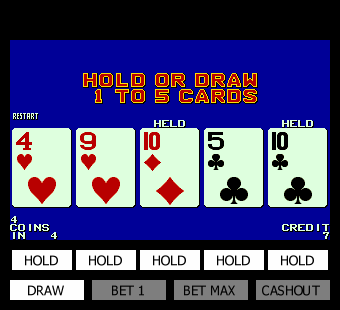 HOLD OR DRAW
1 TO 5 CARDS
RESTART
HELD HELD
4 9 10 5 10
4
COINS CREDIT
IN 4 7
HOLD HOLD HOLD HOLD HOLD
DRAW BET 1 BET MAX CASHOUT